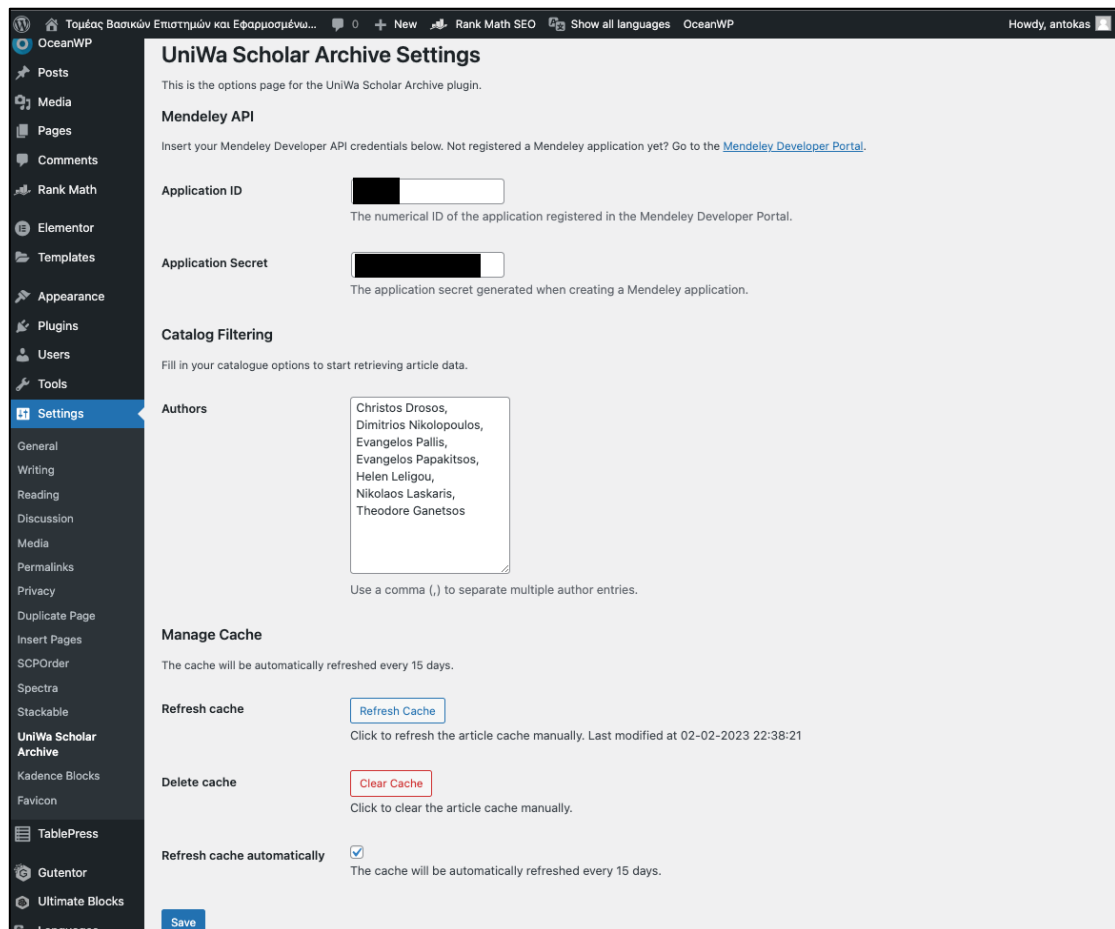 Τομέας Βασικών Επιστημών και Εφαρμοσμένω... 0 New Rank Math SEO Show all languages OceanWP Howdy, antokas
OceanWP
Posts
Media
Pages
Comments
Rank Math
Elementor
Templates
Appearance
Plugins
Users
Tools
Settings
General
Writing
Reading
Discussion
Media
Permalinks
Privacy
Duplicate Page
Insert Pages
SCPOrder
Spectra
Stackable
UniWa Scholar
Archive
Kadence Blocks
Favicon
TablePress
Gutentor
Ultimate Blocks
Languages
UniWa Scholar Archive Settings
This is the options page for the UniWa Scholar Archive plugin.
Mendeley API
Insert your Mendeley Developer API credentials below. Not registered a Mendeley application yet? Go to the Mendeley Developer Portal.
Application ID
The numerical ID of the application registered in the Mendeley Developer Portal.
Application Secret
The application secret generated when creating a Mendeley application.
Catalog Filtering
Fill in your catalogue options to start retrieving article data.
Authors
Christos Drosos,
Dimitrios Nikolopoulos,
Evangelos Pallis,
Evangelos Papakitsos,
Helen Leligou,
Nikolaos Laskaris,
Theodore Ganetsos
Use a comma (,) to separate multiple author entries.
Manage Cache
The cache will be automatically refreshed every 15 days.
Refresh cache
Refresh Cache
Click to refresh the article cache manually. Last modified at 02-02-2023 22:38:21
Delete cache
Clear Cache
Click to clear the article cache manually.
Refresh cache automatically
The cache will be automatically refreshed every 15 days.
Save